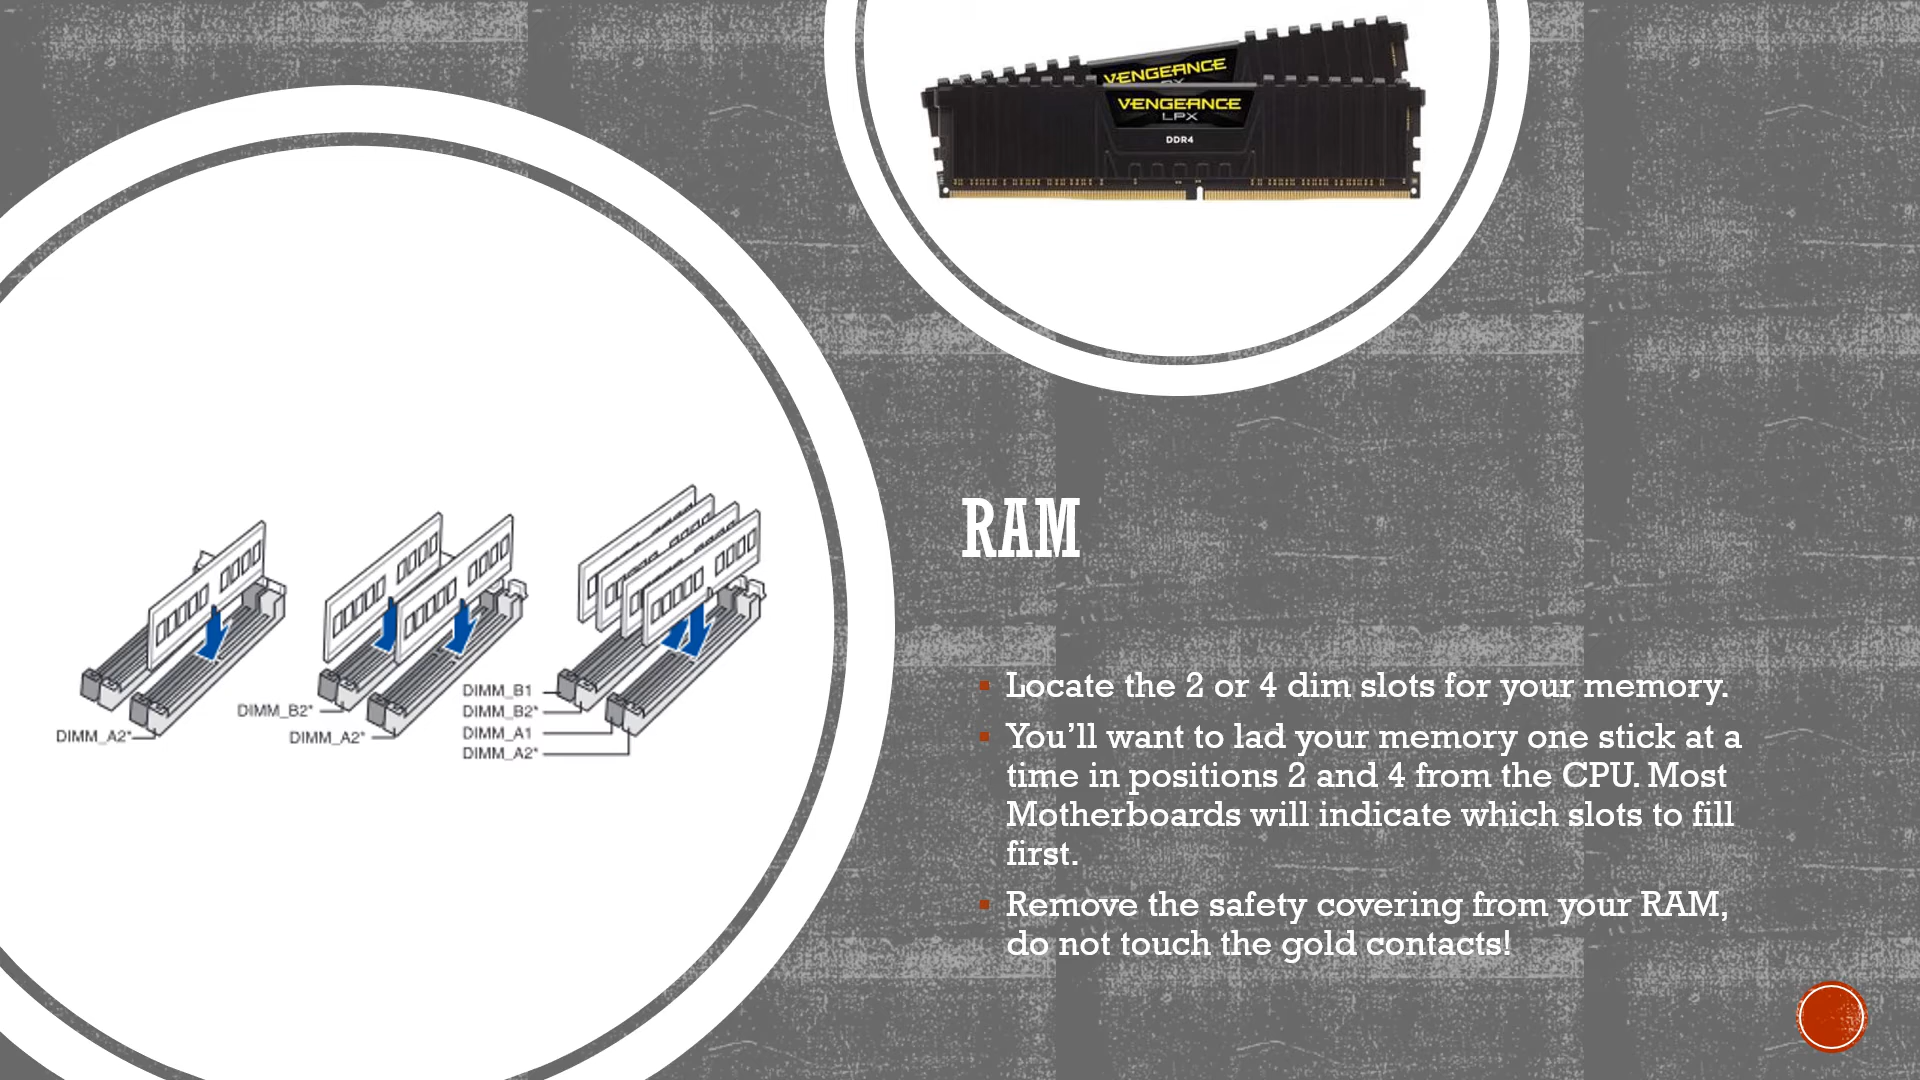 VENGEANCE
VENGEANCE
LPX
DDR4
RAM
Locate the 2 or 4 dim slots for your memory.
You'll want to lad your memory one stick at a
time in positions 2 and 4 from the CPU. Most
Motherboards will indicate which slots to fill
first.
Remove the safety covering from your RAM,
do not touch the gold contacts!
DIMM_A2*
DIMM_B2*
DIMM_A2*
DIMM_B1
DIMM_B2*
DIMM_A1
DIMM_A2*